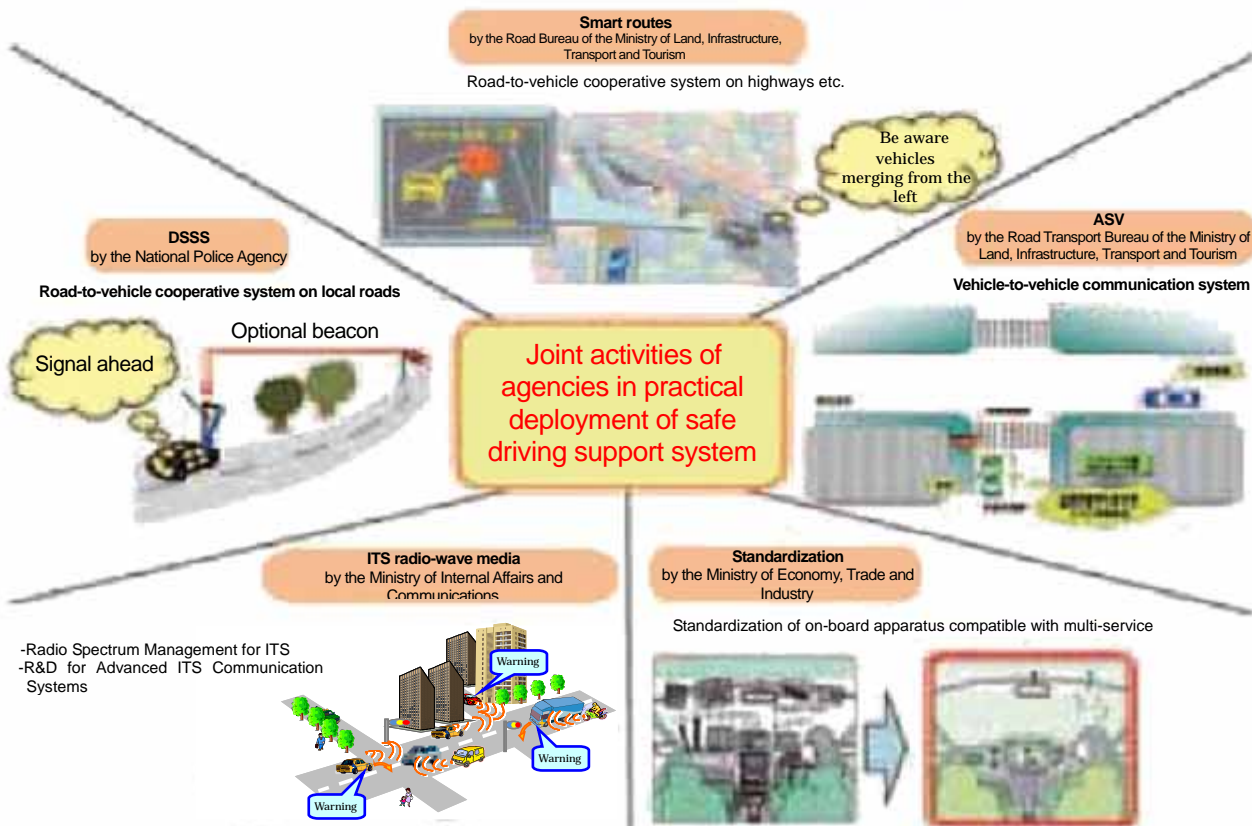 Smart routes
by the Road Bureau of the Ministry of Land, Infrastructure,
Transport and Tourism
Road-to-vehicle cooperative system on highways etc.
Be aware
vehicles
merging from the
left
DSSS
by the National Police Agency
Road-to-vehicle cooperative system on local roads
Optional beacon
Signal ahead
ASV
by the Road Transport Bureau of the Ministry of
Land, Infrastructure, Transport and Tourism
Vehicle-to-vehicle communication system
Joint activities of
agencies in practical
deployment of safe
driving support system
ITS radio-wave media
by the Ministry of Internal Affairs and
Communications
-Radio Spectrum Management for ITS
-R&D for Advanced ITS Communication
Systems
Warning
Warning
Warning
Standardization
by the Ministry of Economy, Trade and
Industry
Standardization of on-board apparatus compatible with multi-service